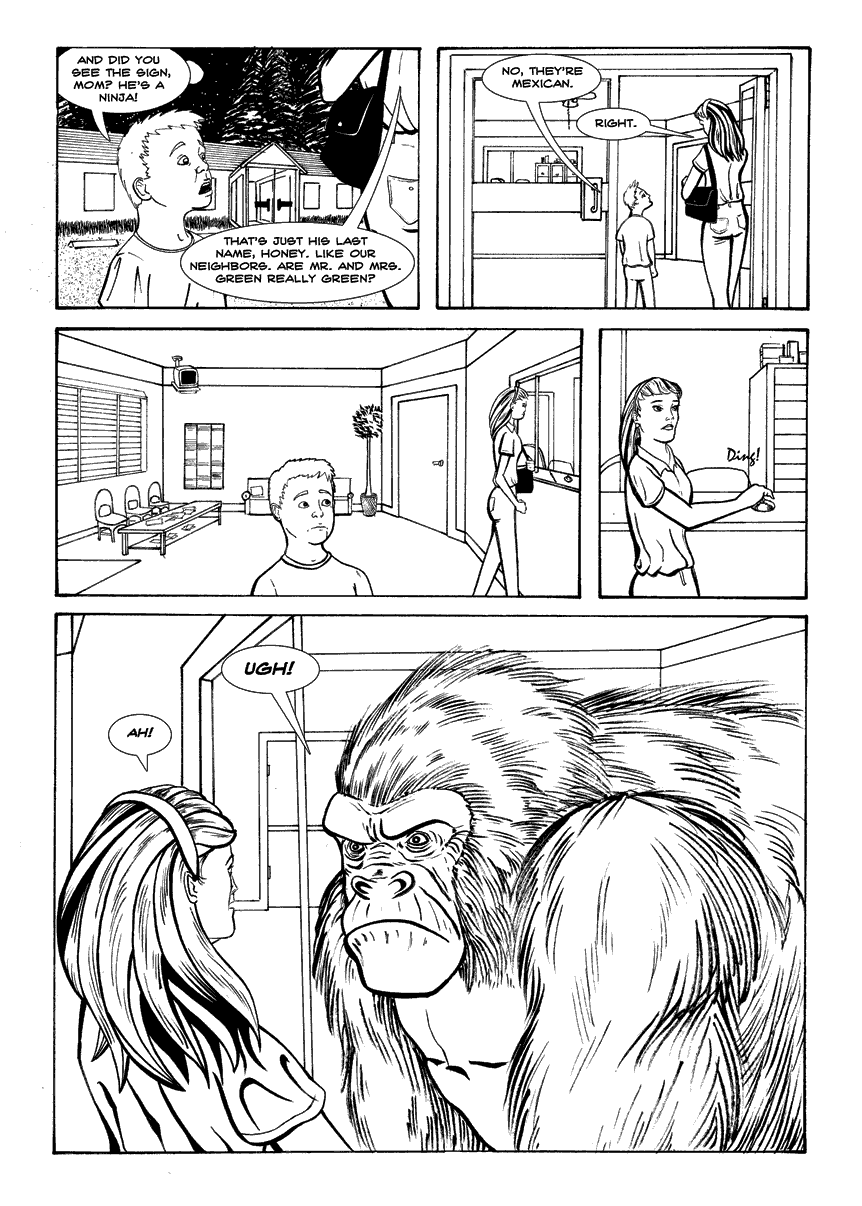 AND DID YOU
SEE THE SIGN,
MOM? HE'S A
NINJA!
THAT'S JUST HIS LAST
NAME, HONEY. LIKE OUR
NEIGHBORS. ARE MR. AND MRS.
GREEN REALLY GREEN?
NO, THEY'RE
MEXICAN.
RIGHT.
Ding!
UGH!
AH!